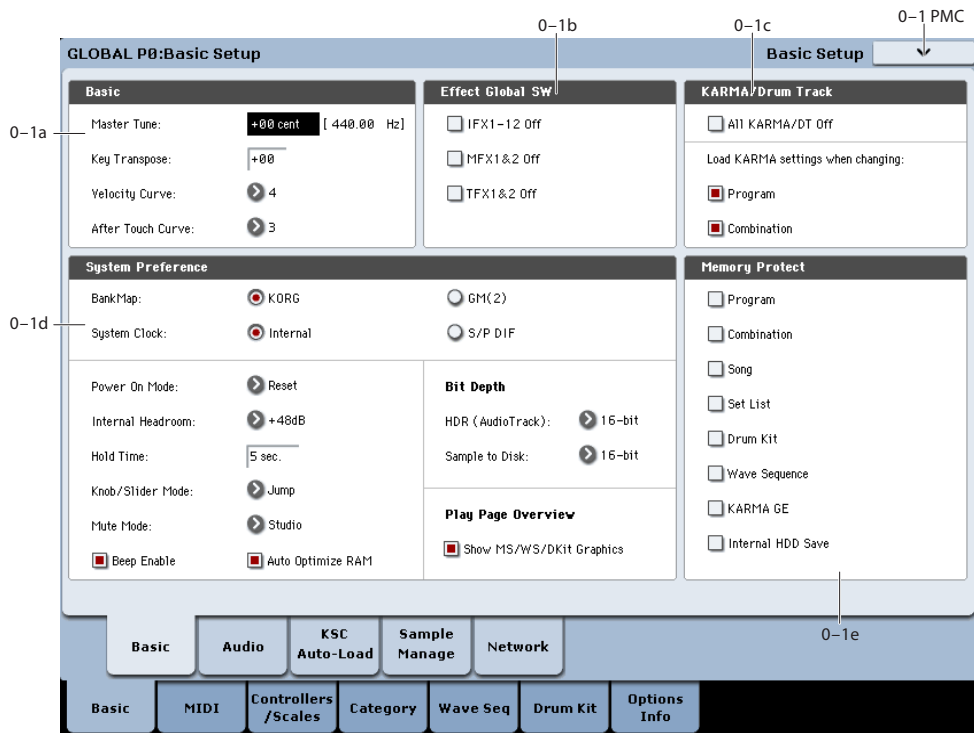 0–1b
0–1c
0–1 PMC
GLOBAL P0:Basic Setup
Basic Setup
0–1a
Basic
Master Tune: +00 cent [ 440.00 Hz]
Key Transpose: +00
Velocity Curve: 4
After Touch Curve: 3
Effect Global SW
IFX1-12 Off
MFX1&2 Off
TFX1&2 Off
KARMA/Drum Track
All KARMA/DT Off
Load KARMA settings when changing:
Program
Combination
0–1d
System Preference
BankMap: KORG GM(2)
System Clock: Internal S/P DIF
Power On Mode: Reset
Internal Headroom: +48dB
Hold Time: 5 sec.
Knob/Slider Mode: Jump
Mute Mode: Studio
Beep Enable Auto Optimize RAM
Bit Depth
HDR (AudioTrack): 16-bit
Sample to Disk: 16-bit
Play Page Overview
Show MS/WS/DKit Graphics
Memory Protect
Program
Combination
Song
Set List
Drum Kit
Wave Sequence
KARMA GE
Internal HDD Save
0–1e
Basic
Audio
KSC
Auto-Load
Sample
Manage
Network
Basic
MIDI
Controllers
/Scales
Category
Wave Seq
Drum Kit
Options
Info